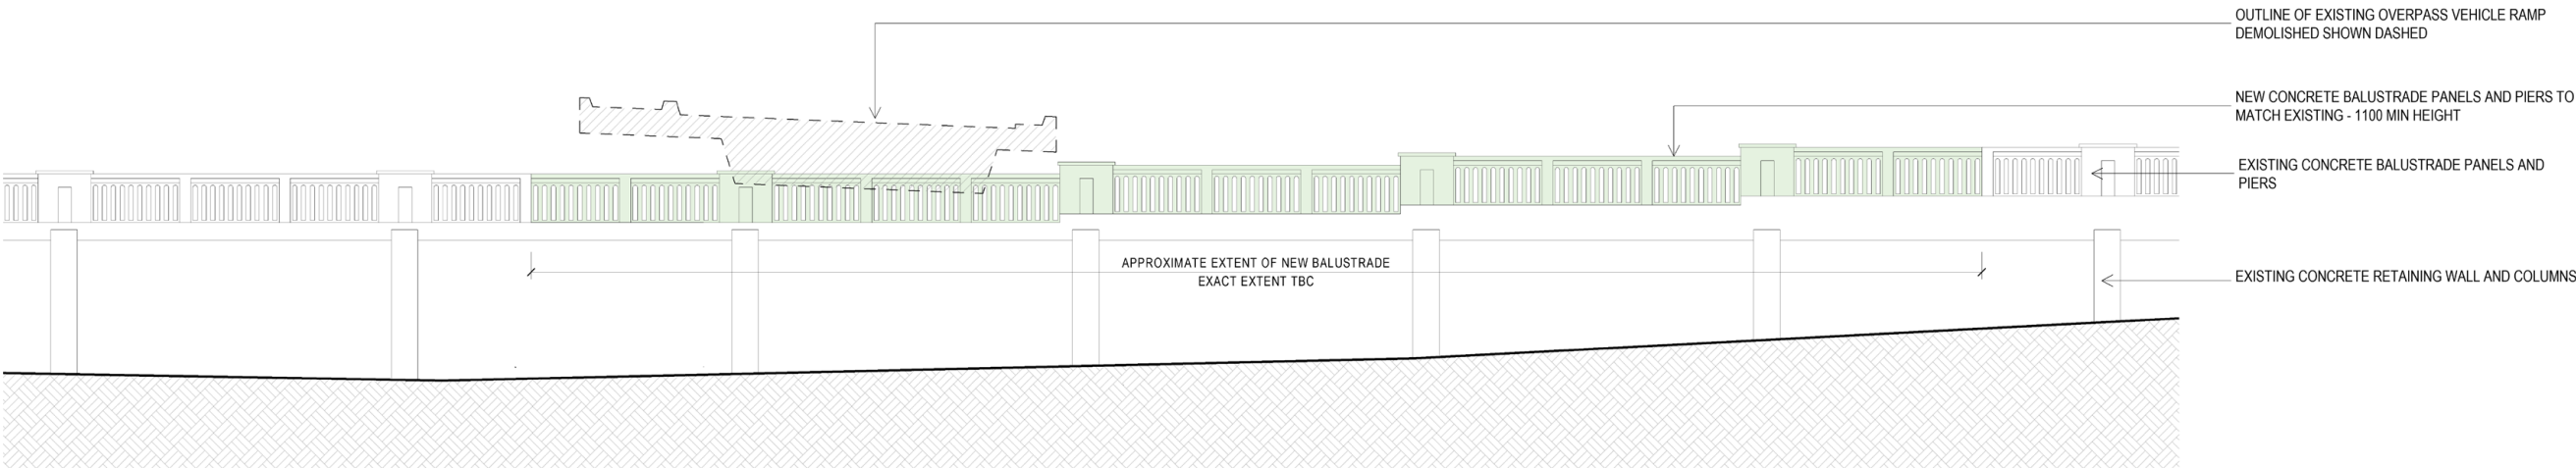 OUTLINE OF EXISTING OVERPASS VEHICLE RAMP
DEMOLISHED SHOWN DASHED
NEW CONCRETE BALUSTRADE PANELS AND PIERS TO
MATCH EXISTING - 1100 MIN HEIGHT
EXISTING CONCRETE BALUSTRADE PANELS AND
PIERS
APPROXIMATE EXTENT OF NEW BALUSTRADE
EXACT EXTENT TBC
EXISTING CONCRETE RETAINING WALL AND COLUMNS